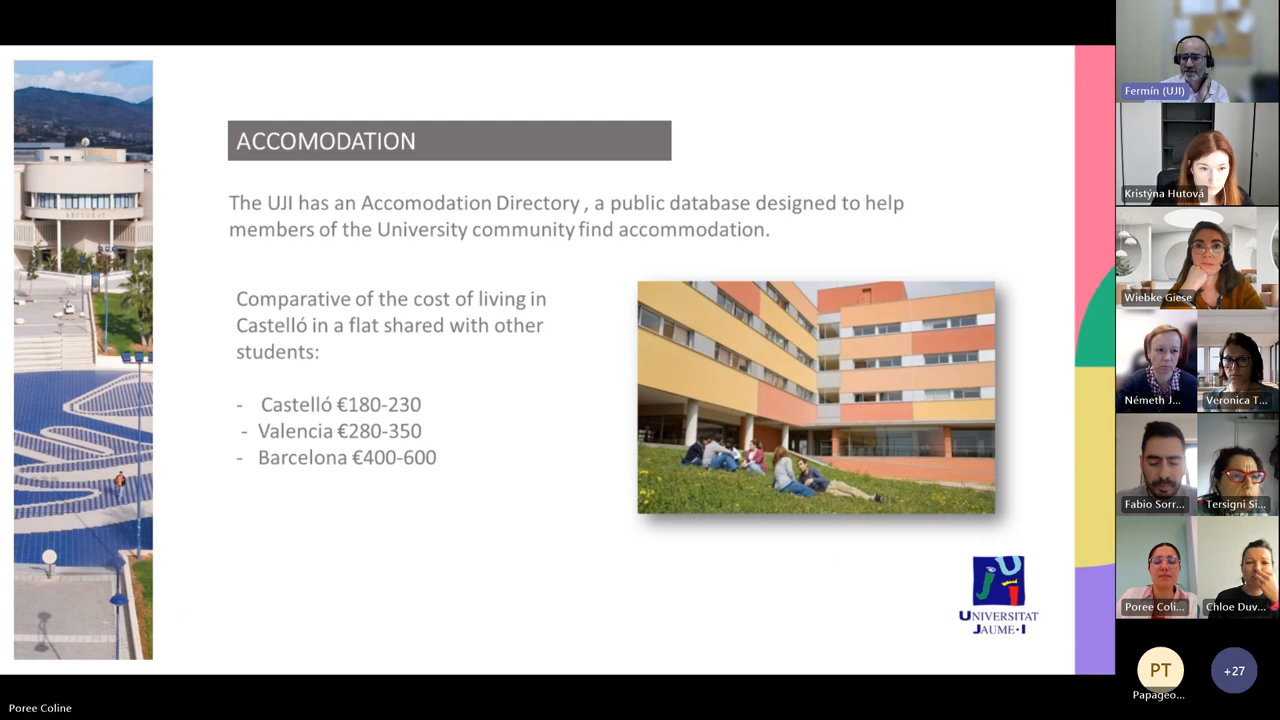 ACCOMODATION
The UJI has an Accomodation Directory , a public database designed to help
members of the University community find accommodation.
Comparative of the cost of living in
Castelló in a flat shared with other
students:
- Castelló €180-230
- Valencia €280-350
- Barcelona €400-600
UNIVERSITAT
JAUME·I
Fermín (UJI)
Kristýna Hutová
Wiebke Giese
Németh J...
Veronica T...
Fabio Sorr...
Tersigni Si...
Poree Coli...
Chloe Duv...
PT
Papageo...
+27
Poree Coline